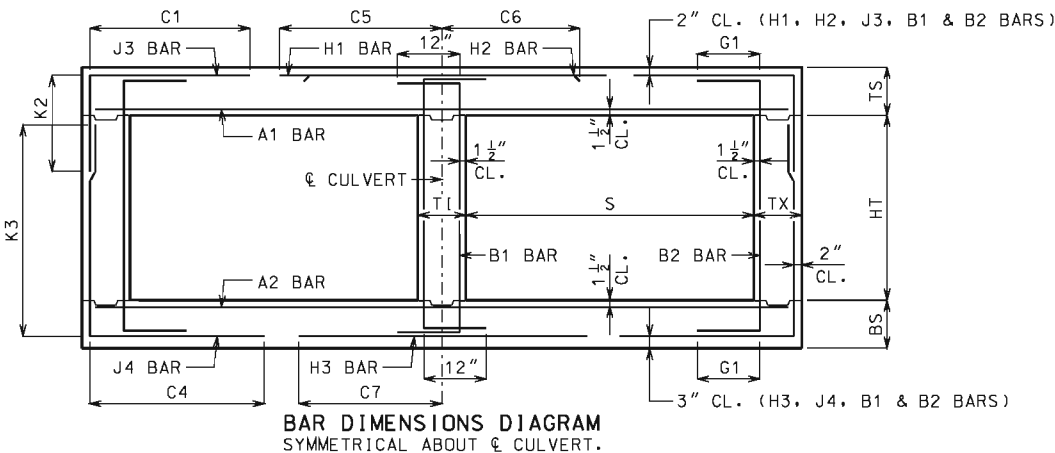 C1
C5
C6
2" CL. (H1, H2, J3, B1 & B2 BARS)
J3 BAR
H1 BAR
12"
H2 BAR
G1
K2
TS
A1 BAR
1 1/2" CL.
1 1/2" CL.
1 1/2" CL.
℄ CULVERT
TI
S
TX
HT
K3
B1 BAR
B2 BAR
2" CL.
A2 BAR
1 1/2" CL.
BS
J4 BAR
H3 BAR
12"
G1
C4
C7
3" CL. (H3, J4, B1 & B2 BARS)
BAR DIMENSIONS DIAGRAM
SYMMETRICAL ABOUT ℄ CULVERT.